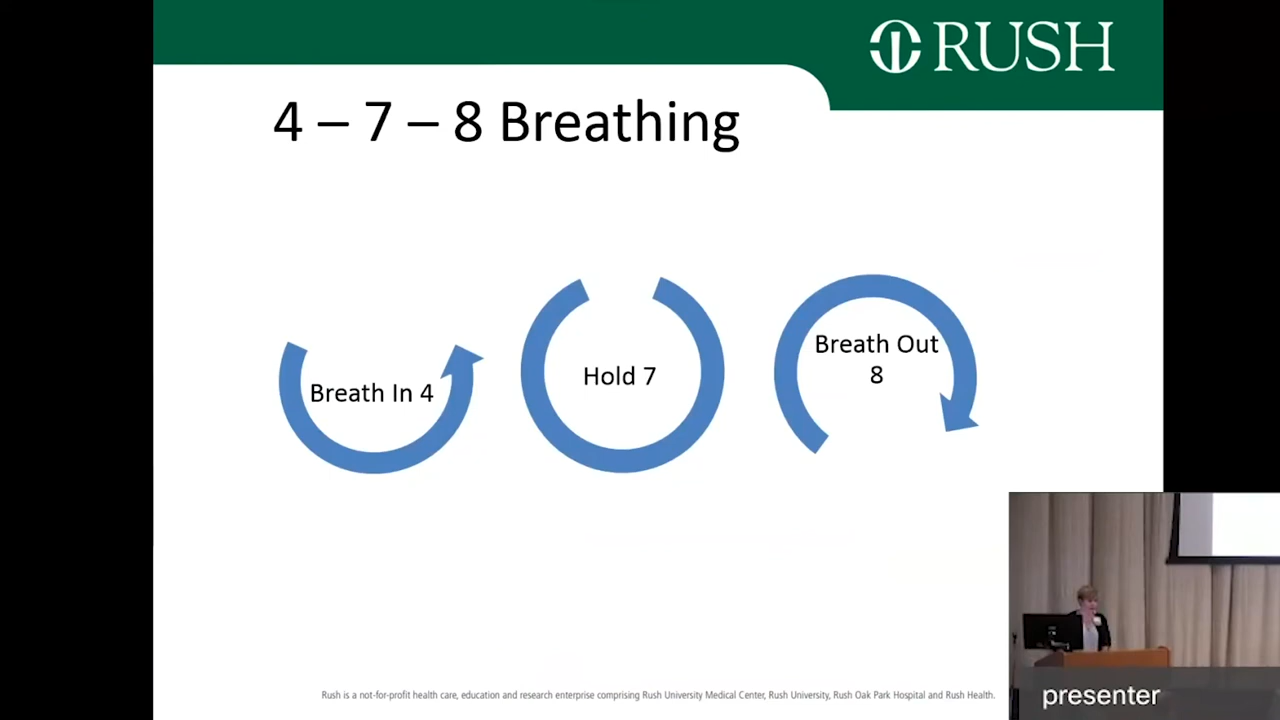 RUSH
4 – 7 – 8 Breathing
Breath In 4
Hold 7
Breath Out
8
Rush is a not-for-profit health care, education and research enterprise comprising Rush University Medical Center, Rush University, Rush Oak Park Hospital and Rush Health.
presenter